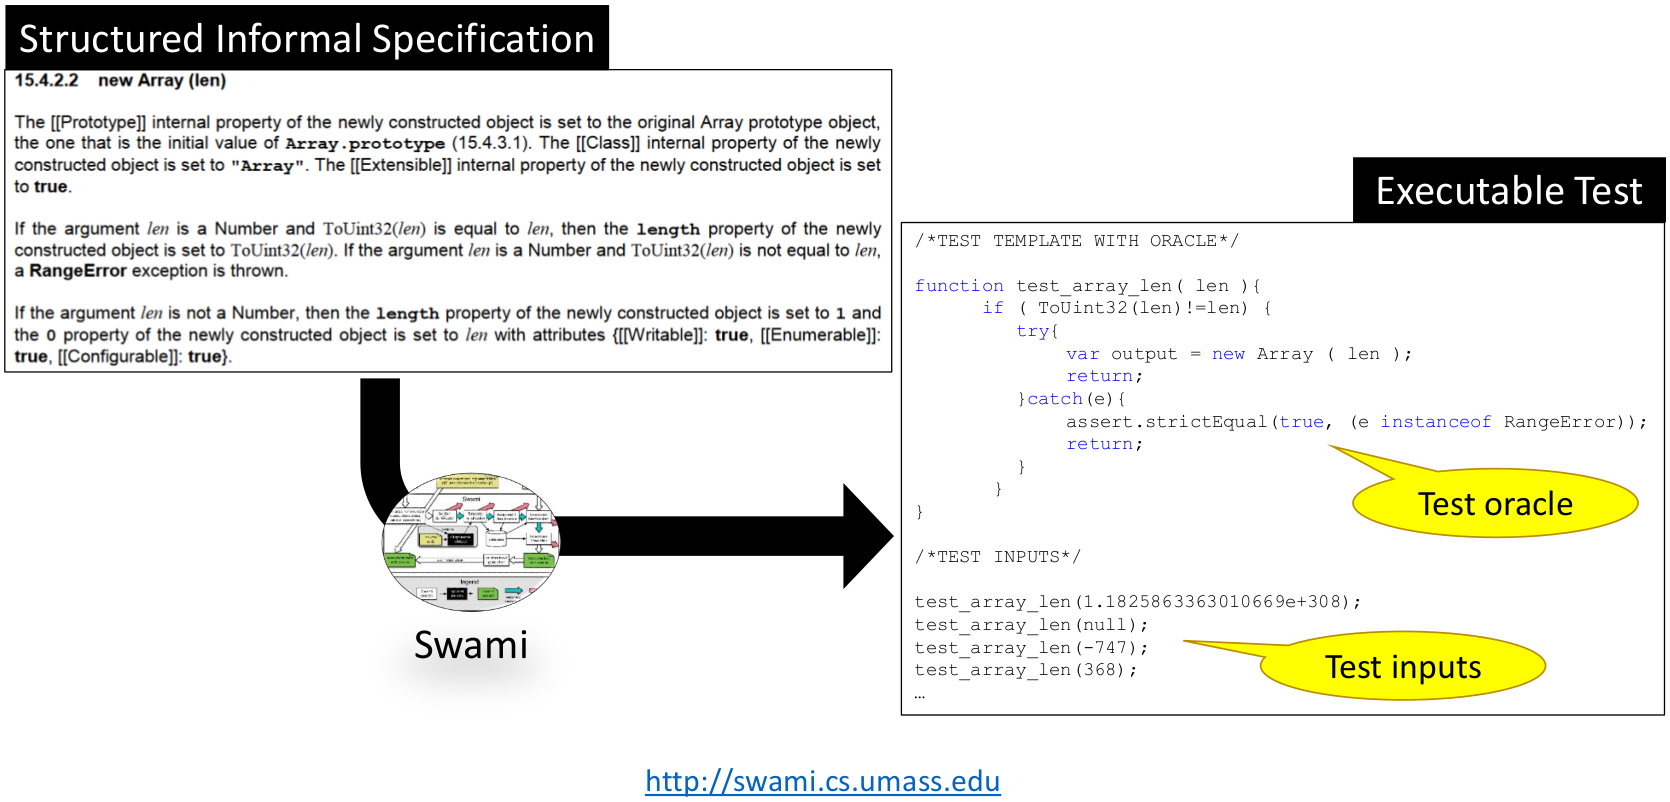 Structured Informal Specification
15.4.2.2 new Array (len)
The [[Prototype]] internal property of the newly constructed object is set to the original Array prototype object,
the one that is the initial value of Array.prototype (15.4.3.1). The [[Class]] internal property of the newly
constructed object is set to "Array". The [[Extensible]] internal property of the newly constructed object is set
to true.
If the argument len is a Number and ToUint32(len) is equal to len, then the length property of the newly
constructed object is set to ToUint32(len). If the argument len is a Number and ToUint32(len) is not equal to len,
a RangeError exception is thrown.
If the argument len is not a Number, then the length property of the newly constructed object is set to 1 and
the 0 property of the newly constructed object is set to len with attributes {[[Writable]]: true, [[Enumerable]]:
true, [[Configurable]]: true}.
Swami
legend
Swami
Executable Test
/*TEST TEMPLATE WITH ORACLE*/
function test_array_len( len ){
if ( ToUint32(len)!=len) {
try{
var output = new Array ( len );
return;
}catch(e){
assert.strictEqual(true, (e instanceof RangeError));
return;
}
}
}
Test oracle
/*TEST INPUTS*/
test_array_len(1.1825863363010669e+308);
test_array_len(null);
test_array_len(-747);
test_array_len(368);
…
Test inputs
http://swami.cs.umass.edu